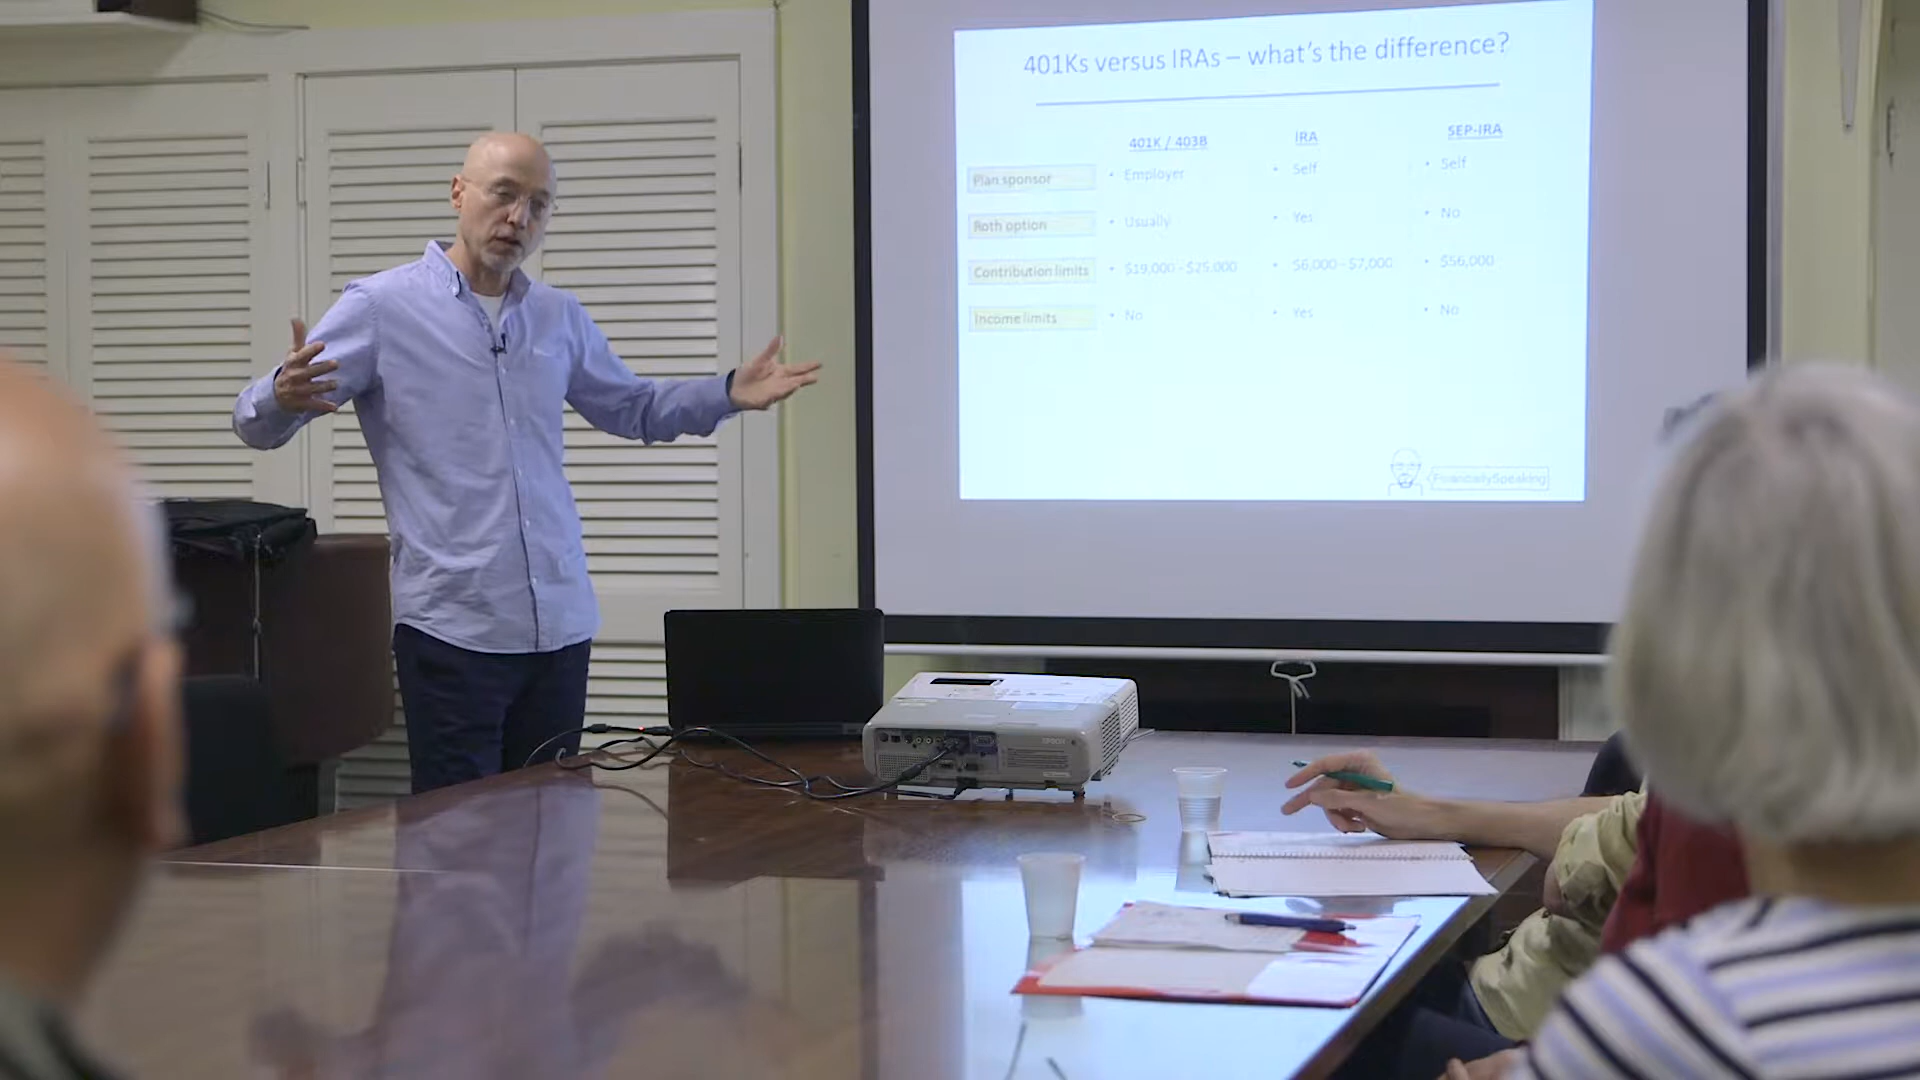 401Ks versus IRAs – what's the difference?
401K / 403B IRA SEP-IRA
Plan sponsor • Employer • Self • Self
Roth option • Usually • Yes • No
Contribution limits • $19,000 - $25,000 • $6,000 - $7,000 • $56,000
Income limits • No • Yes • No
FinanciallySpeaking
EPSON